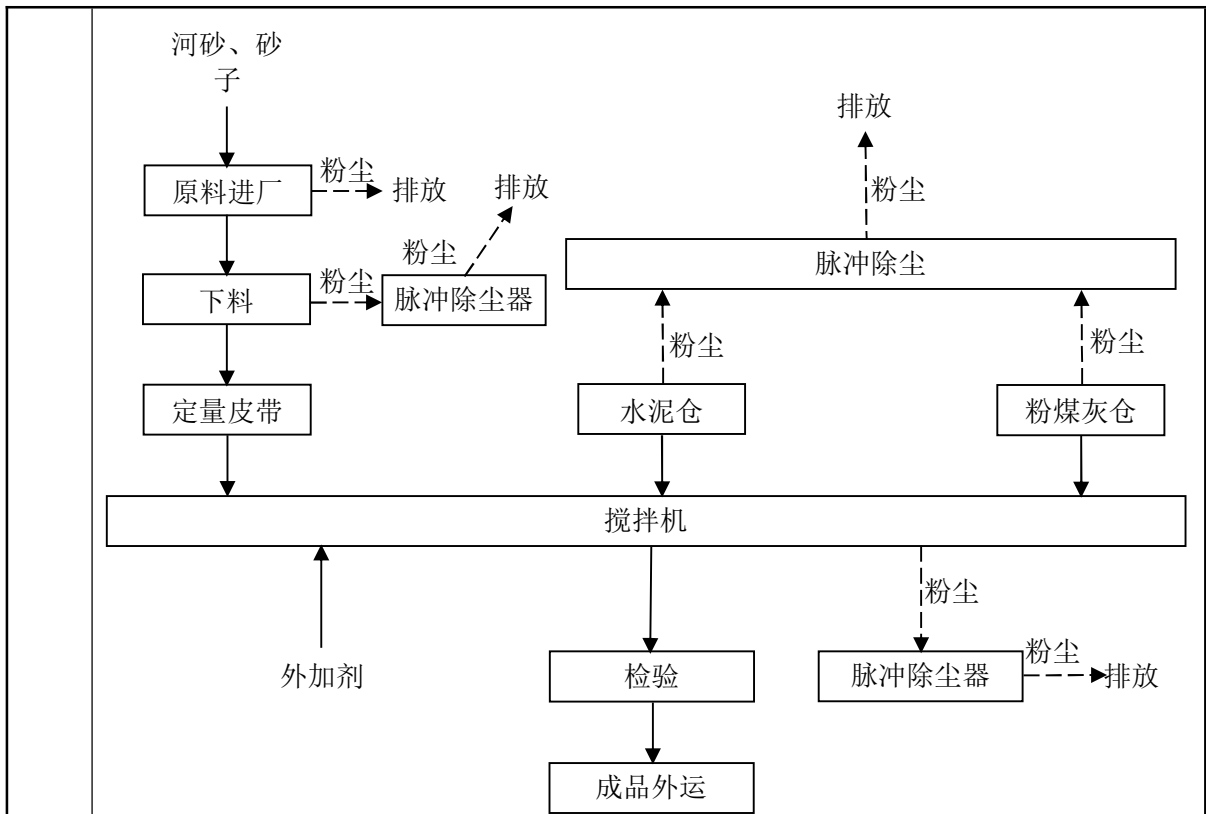 河砂、砂
子
排放
粉尘
原料进厂
排放
排放
粉尘
粉尘
脉冲除尘
粉尘
下料
脉冲除尘器
粉尘
粉尘
定量皮带
水泥仓
粉煤灰仓
搅拌机
粉尘
外加剂
检验
脉冲除尘器
粉尘
排放
成品外运